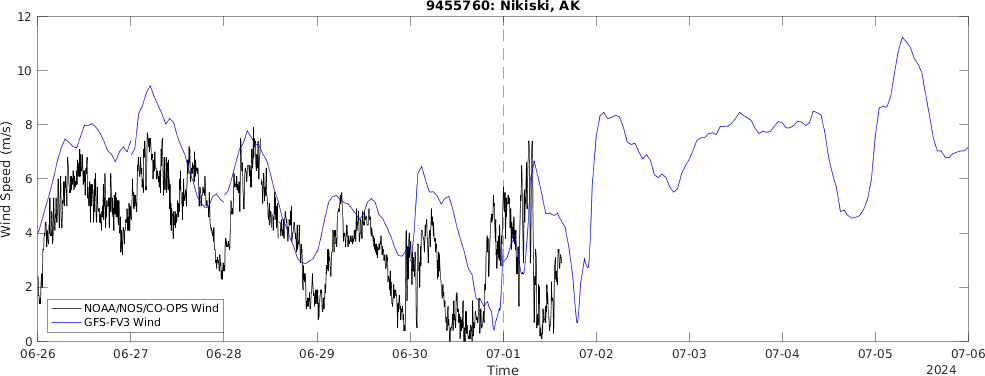 9455760: Nikiski, AK
12
10
8
6
4
2
0
Wind Speed (m/s)
NOAA/NOS/CO-OPS Wind
GFS-FV3 Wind
06-26 06-27 06-28 06-29 06-30 07-01 07-02 07-03 07-04 07-05 07-06
Time
2024